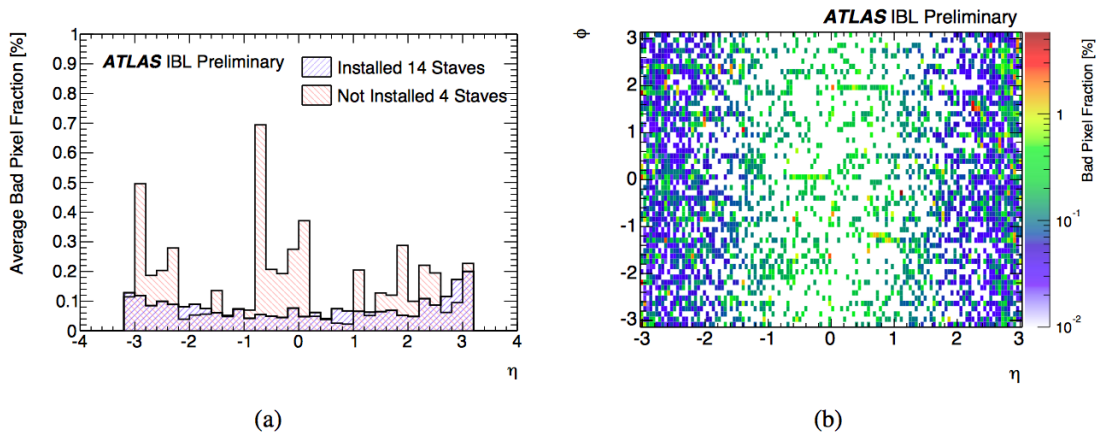 ATLAS IBL Preliminary
Installed 14 Staves
Not Installed 4 Staves
Average Bad Pixel Fraction [%]
1
0.9
0.8
0.7
0.6
0.5
0.4
0.3
0.2
0.1
0
-4 -3 -2 -1 0 1 2 3 4
η
(a)
ATLAS IBL Preliminary
ϕ
3
2
1
0
-1
-2
-3
-3 -2 -1 0 1 2 3
η
Bad Pixel Fraction [%]
1
10⁻¹
10⁻²
(b)